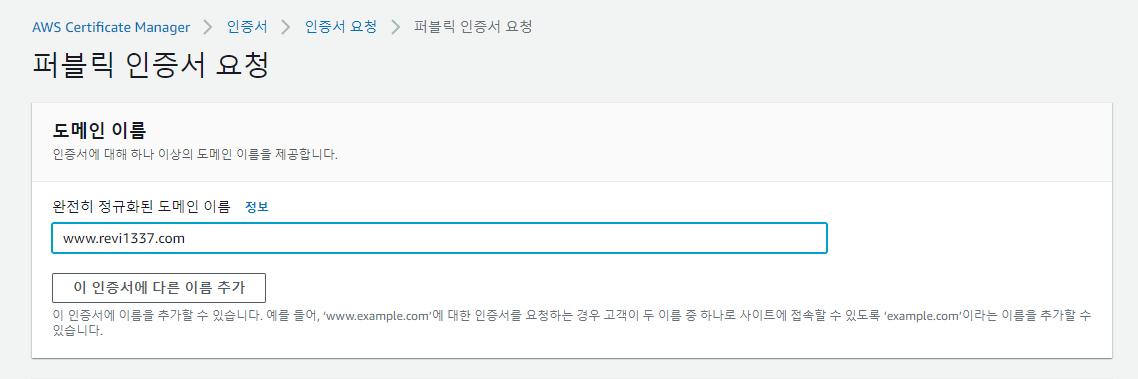 AWS Certificate Manager > 인증서 > 인증서 요청 > 퍼블릭 인증서 요청
퍼블릭 인증서 요청
도메인 이름
인증서에 대해 하나 이상의 도메인 이름을 제공합니다.
완전히 정규화된 도메인 이름 정보
www.revi1337.com
이 인증서에 다른 이름 추가
이 인증서에 이름을 추가할 수 있습니다. 예를 들어, ‘www.example.com’에 대한 인증서를 요청하는 경우 고객이 두 이름 중 하나로 사이트에 접속할 수 있도록 ‘example.com’이라는 이름을 추가할 수
있습니다.